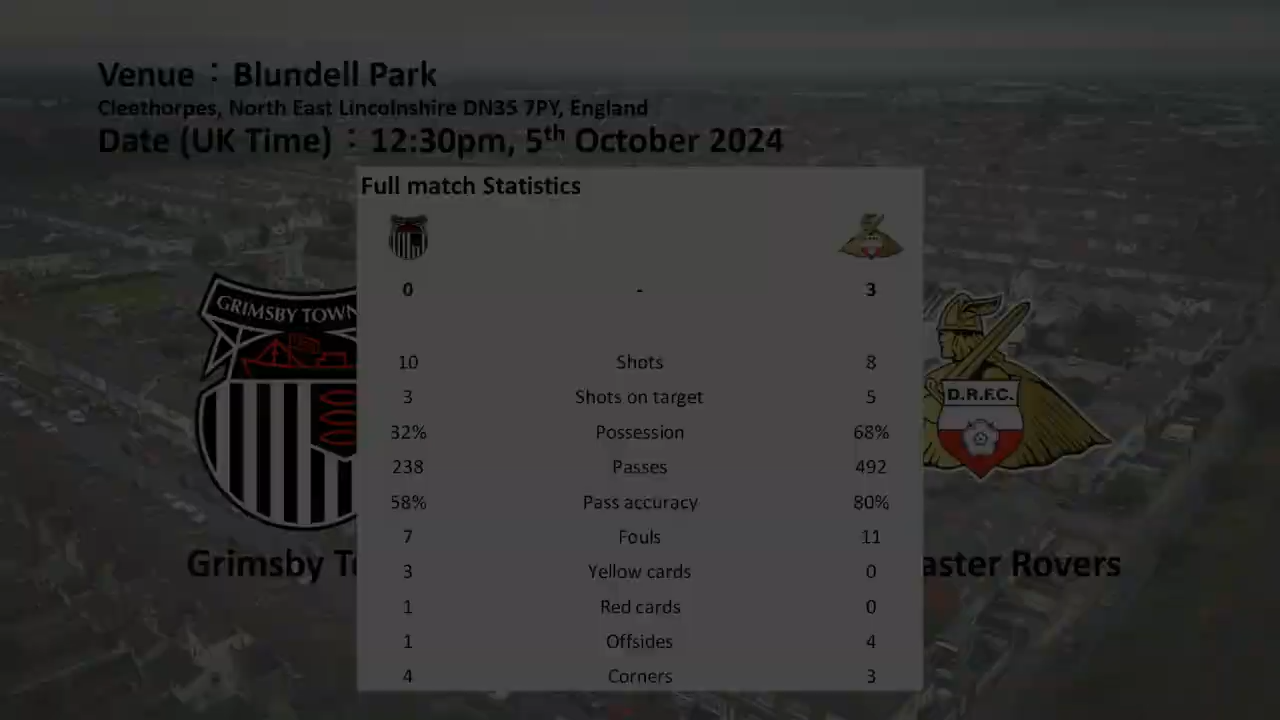 Venue：Blundell Park
Cleethorpes, North East Lincolnshire DN35 7PY, England
Date (UK Time)：12:30pm, 5th October 2024
Full match Statistics
0 - 3
10 Shots 8
3 Shots on target 5
32% Possession 68%
238 Passes 492
58% Pass accuracy 80%
7 Fouls 11
3 Yellow cards 0
1 Red cards 0
1 Offsides 4
4 Corners 3
GRIMSBY TOWN
D.R.F.C.
Grimsby T
aster Rovers